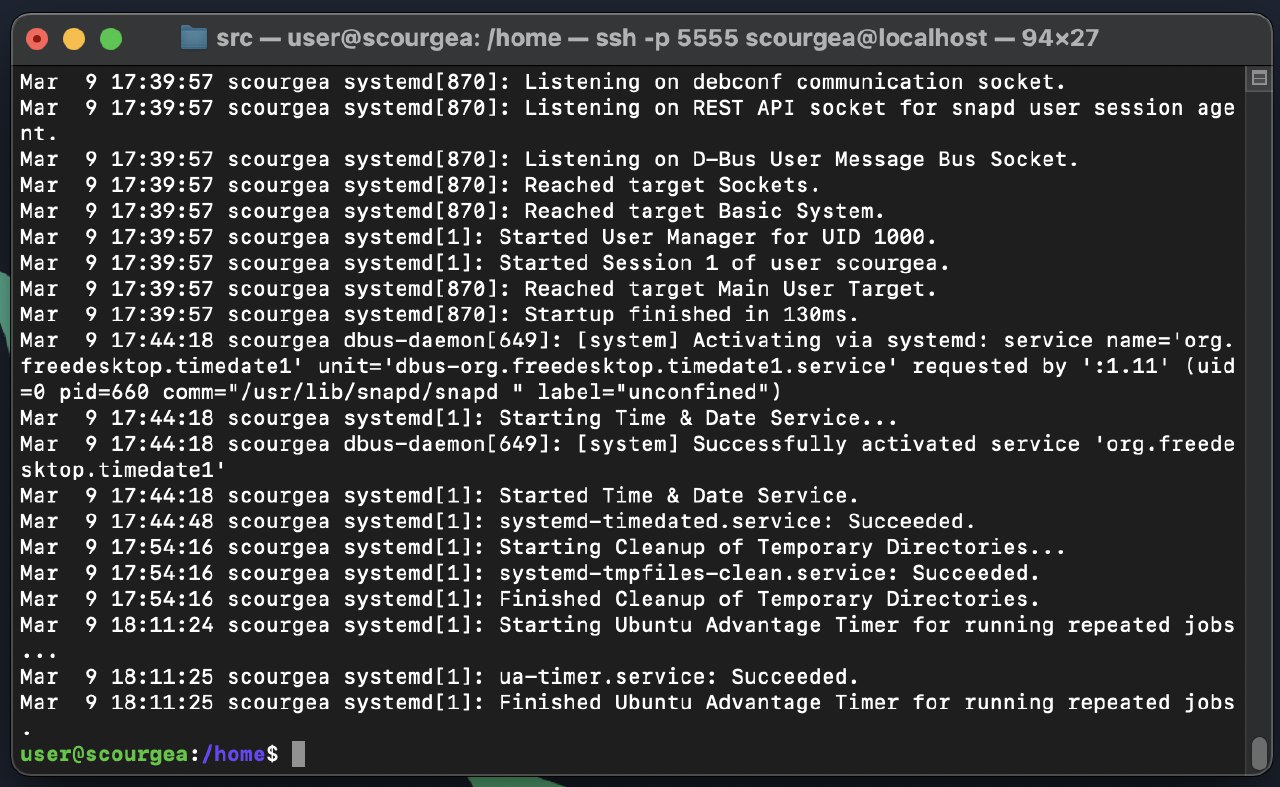 src — user@scourgea: /home — ssh -p 5555 scourgea@localhost — 94×27
Mar  9 17:39:57 scourgea systemd[870]: Listening on debconf communication socket.
Mar  9 17:39:57 scourgea systemd[870]: Listening on REST API socket for snapd user session age
nt.
Mar  9 17:39:57 scourgea systemd[870]: Listening on D-Bus User Message Bus Socket.
Mar  9 17:39:57 scourgea systemd[870]: Reached target Sockets.
Mar  9 17:39:57 scourgea systemd[870]: Reached target Basic System.
Mar  9 17:39:57 scourgea systemd[1]: Started User Manager for UID 1000.
Mar  9 17:39:57 scourgea systemd[1]: Started Session 1 of user scourgea.
Mar  9 17:39:57 scourgea systemd[870]: Reached target Main User Target.
Mar  9 17:39:57 scourgea systemd[870]: Startup finished in 130ms.
Mar  9 17:44:18 scourgea dbus-daemon[649]: [system] Activating via systemd: service name='org.
freedesktop.timedate1' unit='dbus-org.freedesktop.timedate1.service' requested by ':1.11' (uid
=0 pid=660 comm="/usr/lib/snapd/snapd " label="unconfined")
Mar  9 17:44:18 scourgea systemd[1]: Starting Time & Date Service...
Mar  9 17:44:18 scourgea dbus-daemon[649]: [system] Successfully activated service 'org.freede
sktop.timedate1'
Mar  9 17:44:18 scourgea systemd[1]: Started Time & Date Service.
Mar  9 17:44:48 scourgea systemd[1]: systemd-timedated.service: Succeeded.
Mar  9 17:54:16 scourgea systemd[1]: Starting Cleanup of Temporary Directories...
Mar  9 17:54:16 scourgea systemd[1]: systemd-tmpfiles-clean.service: Succeeded.
Mar  9 17:54:16 scourgea systemd[1]: Finished Cleanup of Temporary Directories.
Mar  9 18:11:24 scourgea systemd[1]: Starting Ubuntu Advantage Timer for running repeated jobs
...
Mar  9 18:11:25 scourgea systemd[1]: ua-timer.service: Succeeded.
Mar  9 18:11:25 scourgea systemd[1]: Finished Ubuntu Advantage Timer for running repeated jobs
.
user@scourgea:/home$